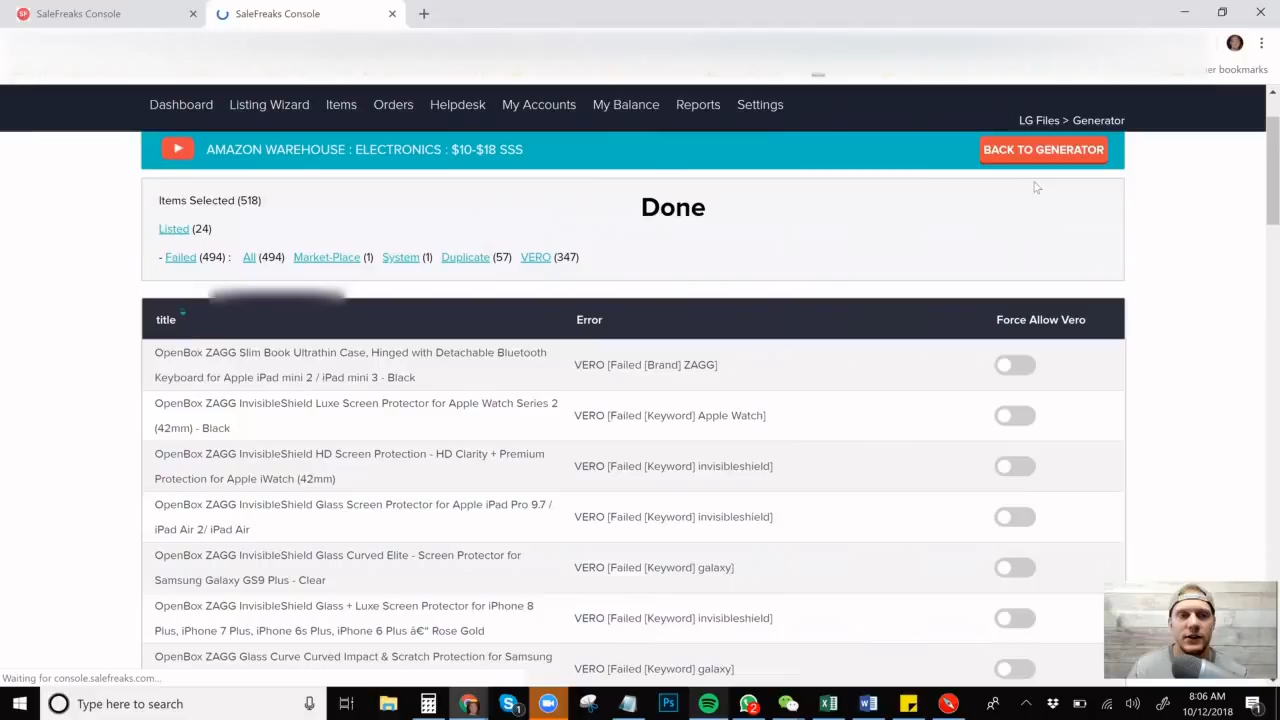 SaleFreaks Console
SaleFreaks Console
er bookmarks
Dashboard Listing Wizard Items Orders Helpdesk My Accounts My Balance Reports Settings
LG Files > Generator
AMAZON WAREHOUSE : ELECTRONICS : $10-$18 SSS
BACK TO GENERATOR
Items Selected (518)
Done
Listed (24)
- Failed (494) : All (494) Market-Place (1) System (1) Duplicate (57) VERO (347)
title Error Force Allow Vero
OpenBox ZAGG Slim Book Ultrathin Case, Hinged with Detachable Bluetooth
Keyboard for Apple iPad mini 2 / iPad mini 3 - Black
VERO [Failed [Brand] ZAGG]
OpenBox ZAGG InvisibleShield Luxe Screen Protector for Apple Watch Series 2
(42mm) - Black
VERO [Failed [Keyword] Apple Watch]
OpenBox ZAGG InvisibleShield HD Screen Protection - HD Clarity + Premium
Protection for Apple iWatch (42mm)
VERO [Failed [Keyword] invisibleshield]
OpenBox ZAGG InvisibleShield Glass Screen Protector for Apple iPad Pro 9.7 /
iPad Air 2/ iPad Air
VERO [Failed [Keyword] invisibleshield]
OpenBox ZAGG InvisibleShield Glass Curved Elite - Screen Protector for
Samsung Galaxy GS9 Plus - Clear
VERO [Failed [Keyword] galaxy]
OpenBox ZAGG InvisibleShield Glass + Luxe Screen Protector for iPhone 8
Plus, iPhone 7 Plus, iPhone 6s Plus, iPhone 6 Plus â€“ Rose Gold
VERO [Failed [Keyword] invisibleshield]
OpenBox ZAGG Glass Curve Curved Impact & Scratch Protection for Samsung
VERO [Failed [Keyword] galaxy]
Waiting for console.salefreaks.com...
Type here to search
8:06 AM
10/12/2018